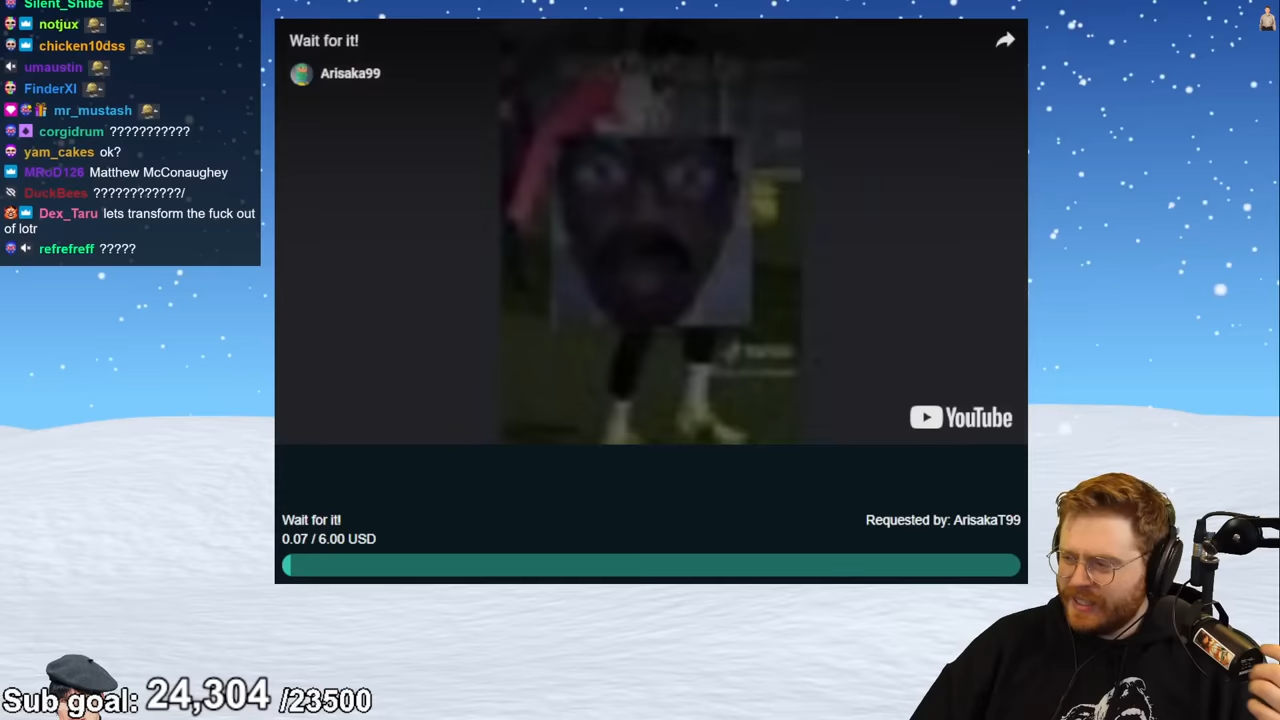 Silent_Shibe
notjux
chicken10dss
umaustin
FinderXI
mr_mustash
corgidrum ???????????
yam_cakes ok?
MRoD126 Matthew McConaughey
DuckBees ????????????/
Dex_Taru lets transform the fuck out
of lotr
refrefreff ?????
Wait for it!
Arisaka99
YouTube
Wait for it!
Requested by: ArisakaT99
0.07 / 6.00 USD
Sub goal: 24,304 /23500